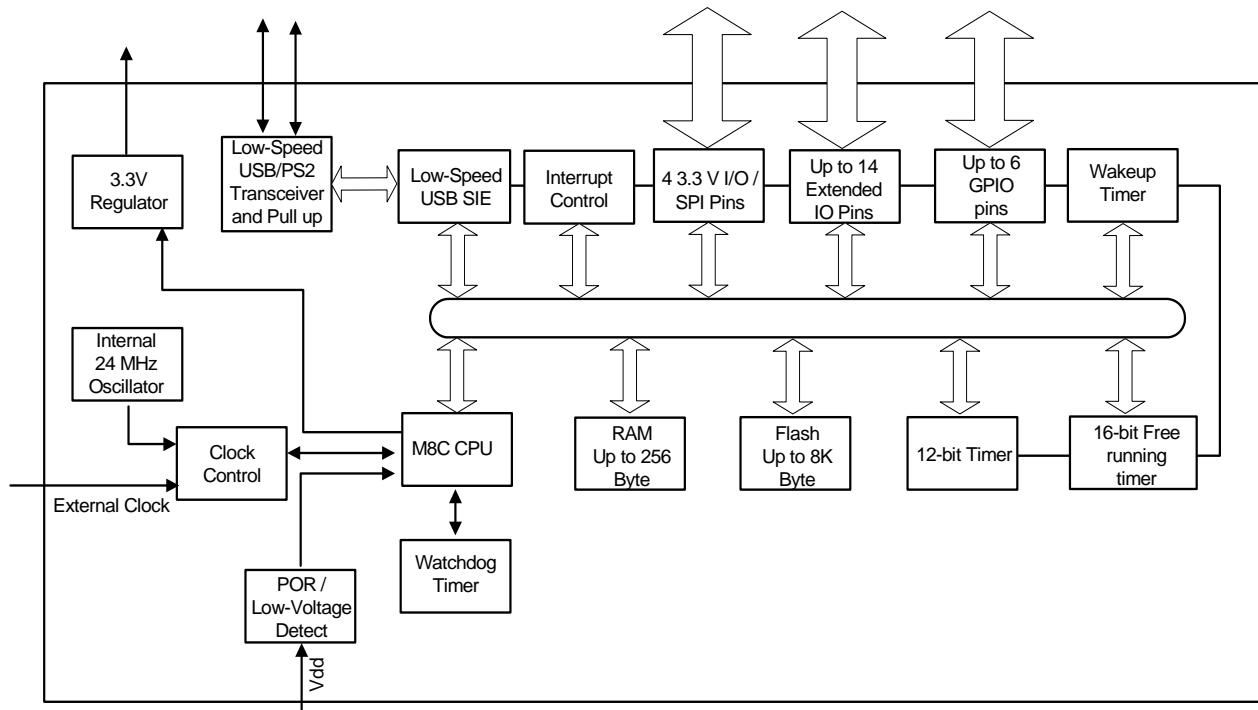 Low-Speed
USB/PS2
Transceiver
and Pull up
3.3V
Regulator
Low-Speed
USB SIE
Interrupt
Control
4 3.3 V I/O /
SPI Pins
Up to 14
Extended
IO Pins
Up to 6
GPIO
pins
Wakeup
Timer
Internal
24 MHz
Oscillator
Clock
Control
External Clock
M8C CPU
RAM
Up to 256
Byte
Flash
Up to 8K
Byte
12-bit Timer
16-bit Free
running
timer
Watchdog
Timer
POR /
Low-Voltage
Detect
Vdd